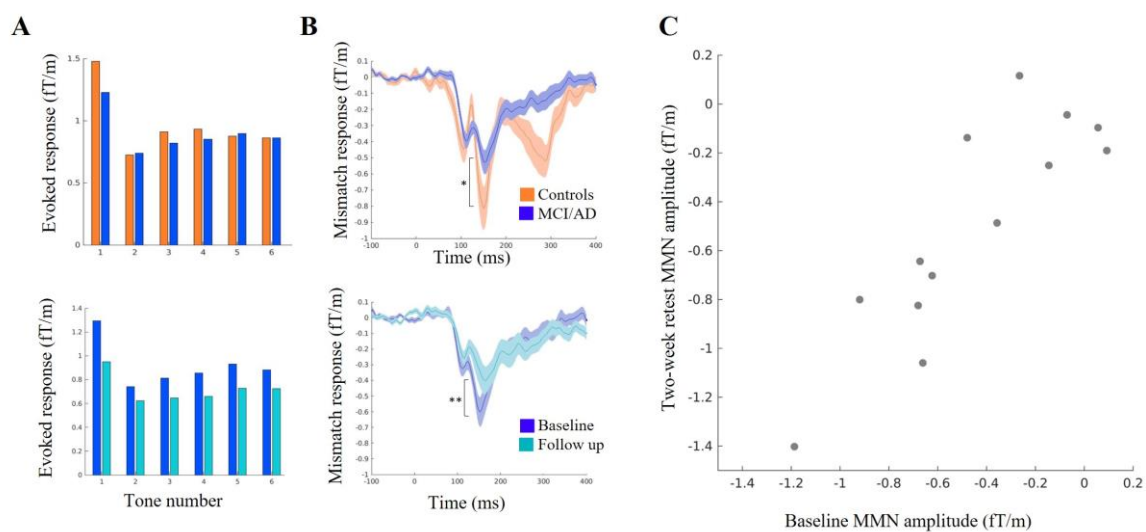 A
B
C
Evoked response (fT/m)
1.5
1
0.5
0
1 2 3 4 5 6
Mismatch response (fT/m)
0.1
0
-0.1
-0.2
-0.3
-0.4
-0.5
-0.6
-0.7
-0.8
-0.9
-1
-100 0 100 200 300 400
*
Controls
MCI/AD
Time (ms)
Evoked response (fT/m)
1.4
1.2
1
0.8
0.6
0.4
0.2
0
1 2 3 4 5 6
Tone number
Mismatch response (fT/m)
0.1
0
-0.1
-0.2
-0.3
-0.4
-0.5
-0.6
-0.7
-0.8
-0.9
-1
-100 0 100 200 300 400
**
Baseline
Follow up
Time (ms)
Two-week retest MMN amplitude (fT/m)
0.2
0
-0.2
-0.4
-0.6
-0.8
-1
-1.2
-1.4
-1.4 -1.2 -1 -0.8 -0.6 -0.4 -0.2 0 0.2
Baseline MMN amplitude (fT/m)